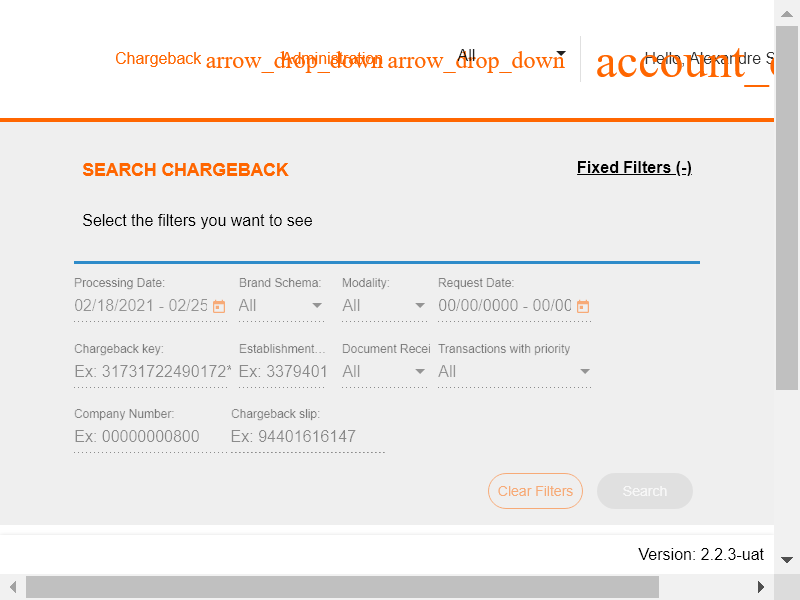 Chargeback arrow_drop_down Administration arrow_drop_down All account_ Hello, Alexandre S
SEARCH CHARGEBACK Fixed Filters (-)
Select the filters you want to see
Processing Date: Brand Schema: Modality: Request Date:
02/18/2021 - 02/25 All All 00/00/0000 - 00/00
Chargeback key: Establishment... Document Recei Transactions with priority
Ex: 31731722490172* Ex: 3379401 All All
Company Number: Chargeback slip:
Ex: 00000000800 Ex: 94401616147
Clear Filters Search
Version: 2.2.3-uat